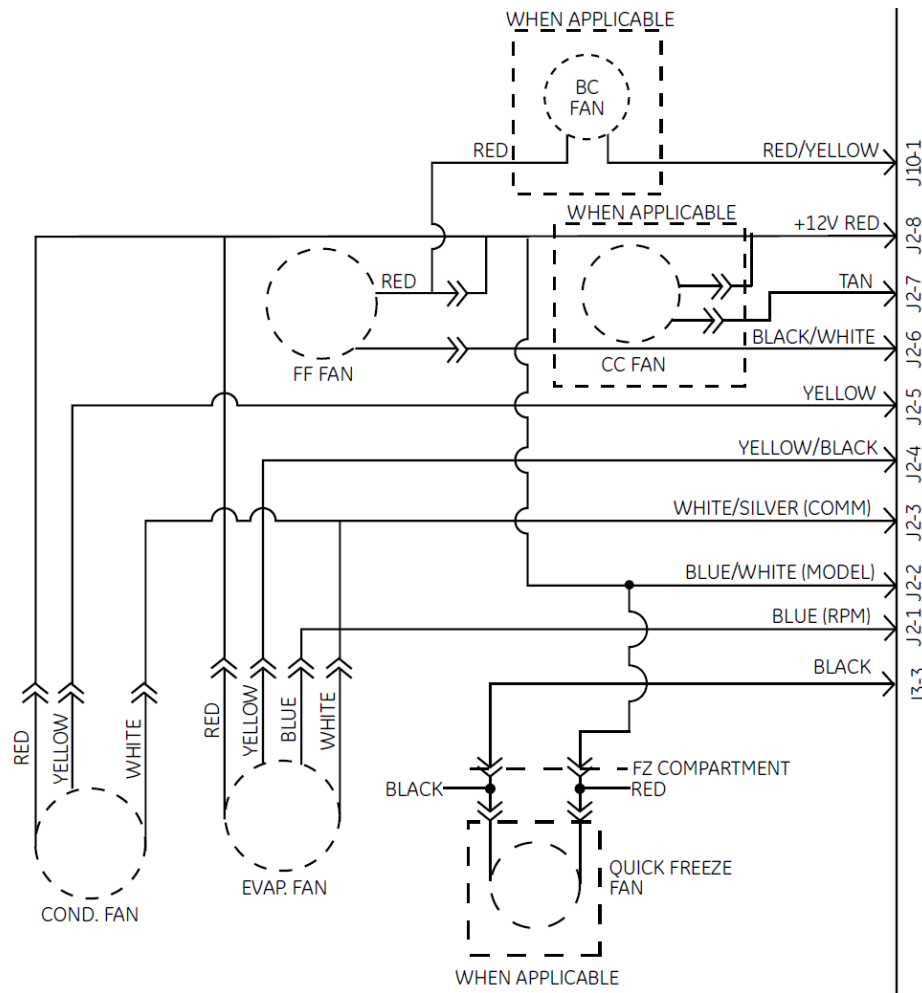 WHEN APPLICABLE
BC
FAN
RED
RED/YELLOW
J10-1
WHEN APPLICABLE
+12V RED
J2-8
RED
TAN
J2-7
BLACK/WHITE
J2-6
FF FAN
CC FAN
YELLOW
J2-5
YELLOW/BLACK
J2-4
WHITE/SILVER (COMM)
J2-3
BLUE/WHITE (MODEL)
J2-2
BLUE (RPM)
J2-1
BLACK
J3-3
RED
YELLOW
WHITE
RED
YELLOW
BLUE
WHITE
FZ COMPARTMENT
BLACK
RED
QUICK FREEZE
FAN
EVAP. FAN
COND. FAN
WHEN APPLICABLE